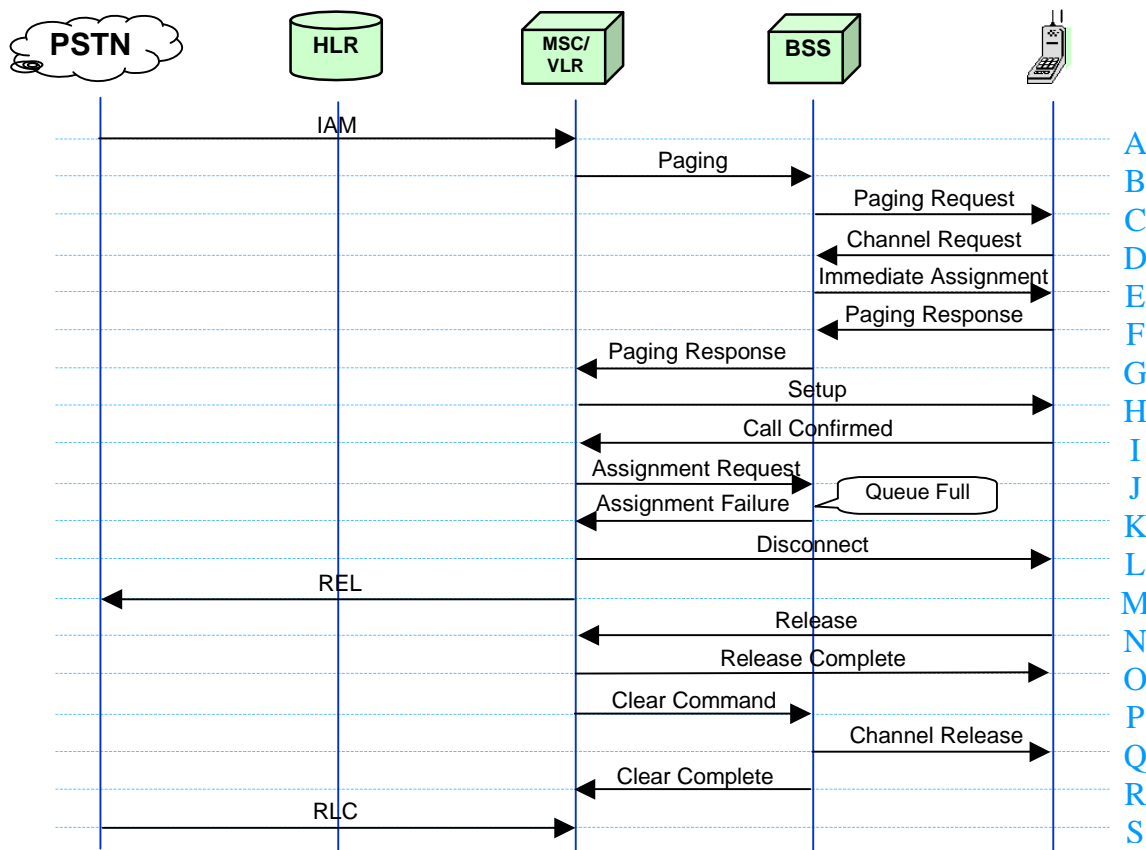 PSTN
HLR
MSC/
VLR
BSS
IAM
A
Paging
B
Paging Request
C
Channel Request
D
Immediate Assignment
E
Paging Response
F
Paging Response
G
Setup
H
Call Confirmed
I
Assignment Request
J
Queue Full
Assignment Failure
K
Disconnect
L
REL
M
Release
N
Release Complete
O
Clear Command
P
Channel Release
Q
Clear Complete
R
RLC
S